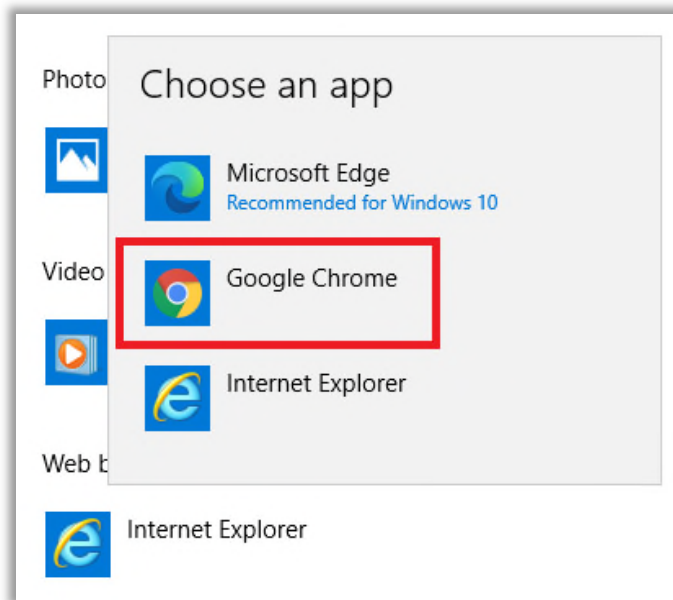 Photo
Choose an app
Microsoft Edge
Recommended for Windows 10
Video
Google Chrome
Internet Explorer
Web b
Internet Explorer